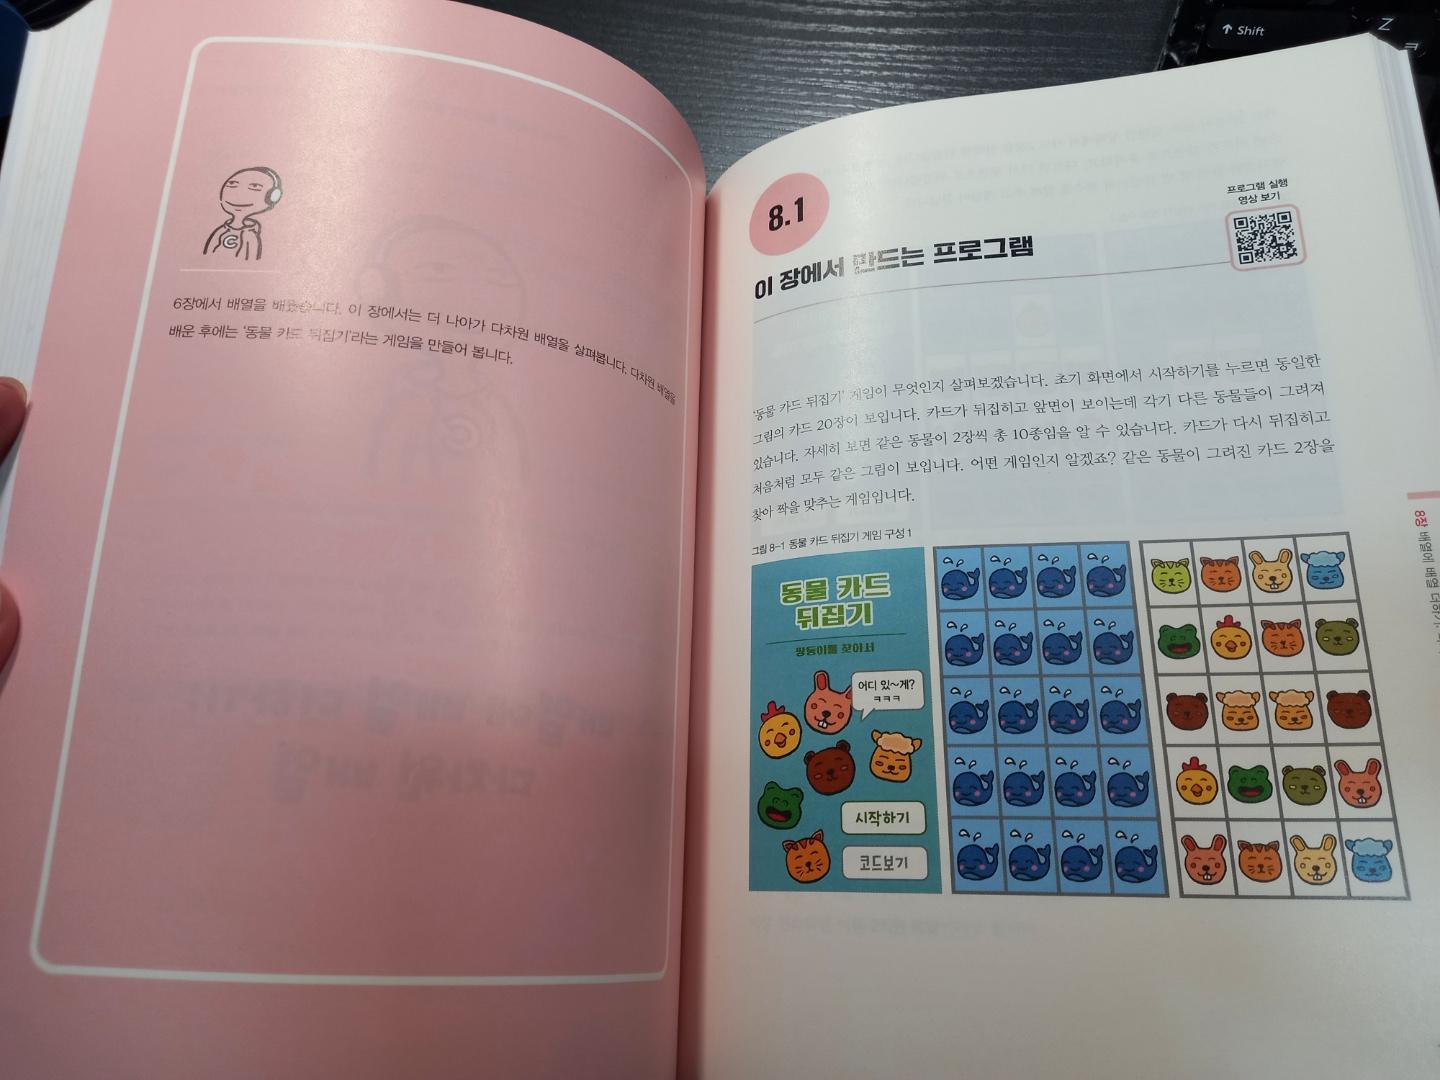 ↑ Shift
Z
ㅋ
C
6장에서 배열을 배웠습니다. 이 장에서는 더 나아가 다차원 배열을 살펴봅니다. 다차원 배열을
배운 후에는 '동물 카드 뒤집기'라는 게임을 만들어 봅니다.
8.1
이 장에서 만드는 프로그램
프로그램 실행
영상 보기
'동물 카드 뒤집기' 게임이 무엇인지 살펴보겠습니다. 초기 화면에서 시작하기를 누르면 동일한
그림의 카드 20장이 보입니다. 카드가 뒤집히고 앞면이 보이는데 각기 다른 동물들이 그려져
있습니다. 자세히 보면 같은 동물이 2장씩 총 10종임을 알 수 있습니다. 카드가 다시 뒤집히고
처음처럼 모두 같은 그림이 보입니다. 어떤 게임인지 알겠죠? 같은 동물이 그려진 카드 2장을
찾아 짝을 맞추는 게임입니다.
그림 8-1 동물 카드 뒤집기 게임 구성 1
동물 카드
뒤집기
쌍둥이를 찾아서
어디 있~게?
ㅋㅋㅋ
시작하기
코드보기
8장 배열에 배열 더하기